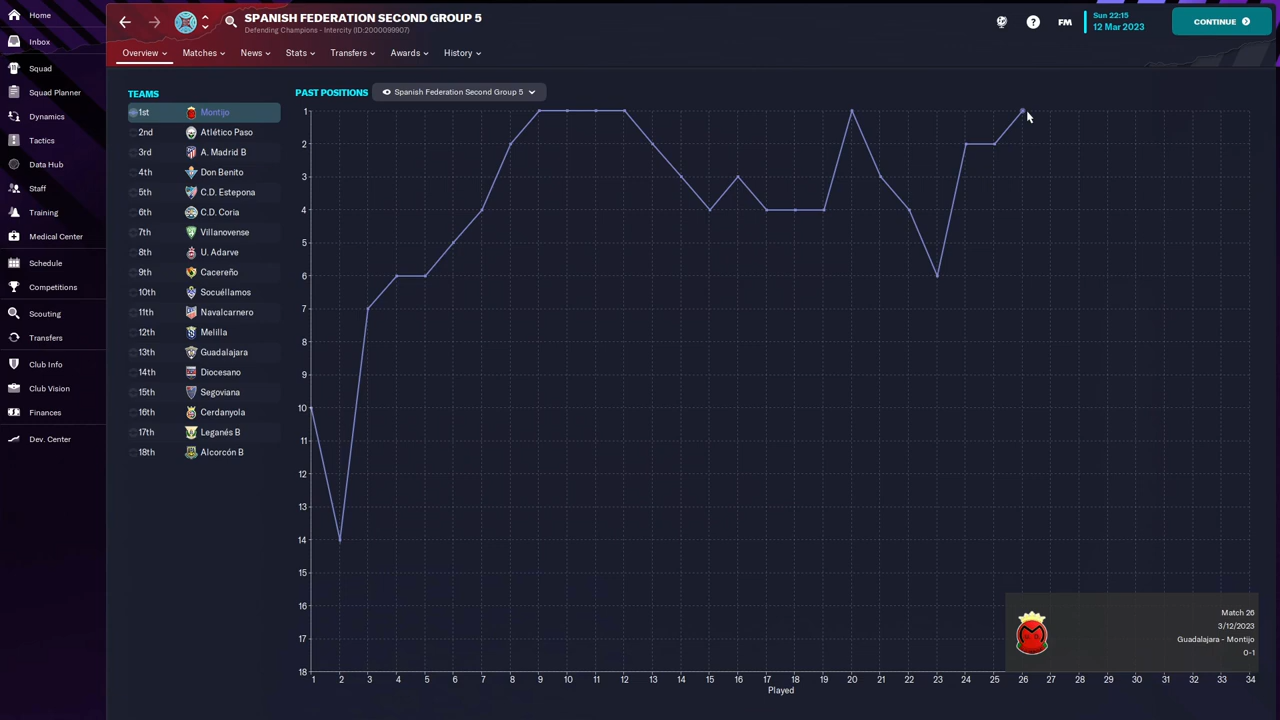 Home
Inbox
Squad
Squad Planner
Dynamics
Tactics
Data Hub
Staff
Training
Medical Center
Schedule
Competitions
Scouting
Transfers
Club Info
Club Vision
Finances
Dev. Center
SPANISH FEDERATION SECOND GROUP 5
Defending Champions - Intercity (ID:2000099907)
FM
Sun 22:15
12 Mar 2023
CONTINUE
Overview Matches News Stats Transfers Awards History
TEAMS
1st Montijo
2nd Atlético Paso
3rd A. Madrid B
4th Don Benito
5th C.D. Estepona
6th C.D. Coria
7th Villanovense
8th U. Adarve
9th Cacereño
10th Socuéllamos
11th Navalcarnero
12th Melilla
13th Guadalajara
14th Diocesano
15th Segoviana
16th Cerdanyola
17th Leganés B
18th Alcorcón B
PAST POSITIONS
Spanish Federation Second Group 5
1
2
3
4
5
6
7
8
9
10
11
12
13
14
15
16
17
18
1 2 3 4 5 6 7 8 9 10 11 12 13 14 15 16 17 18 19 20 21 22 23 24 25 26 27 28 29 30 31 32 33 34
Played
Match 26
3/12/2023
Guadalajara - Montijo
0-1